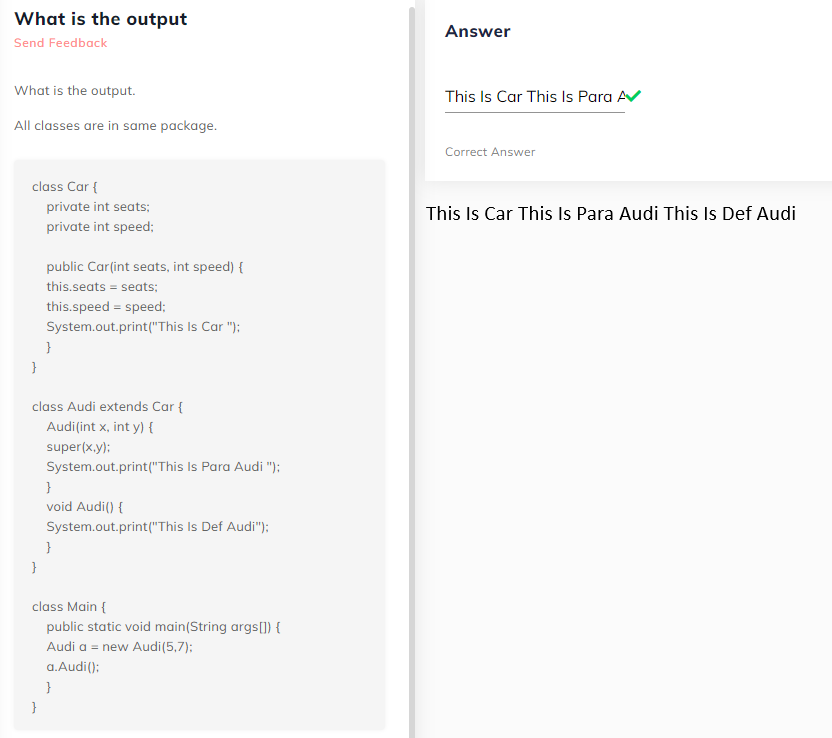 What is the output
Send Feedback
What is the output.
All classes are in same package.
class Car {
private int seats;
private int speed;
public Car(int seats, int speed) {
this.seats = seats;
this.speed = speed;
System.out.print("This Is Car ");
}
}
class Audi extends Car {
Audi(int x, int y) {
super(x,y);
System.out.print("This Is Para Audi ");
}
void Audi() {
System.out.print("This Is Def Audi");
}
}
class Main {
public static void main(String args[]) {
Audi a = new Audi(5,7);
a.Audi();
}
}
Answer
This Is Car This Is Para A
Correct Answer
This Is Car This Is Para Audi This Is Def Audi